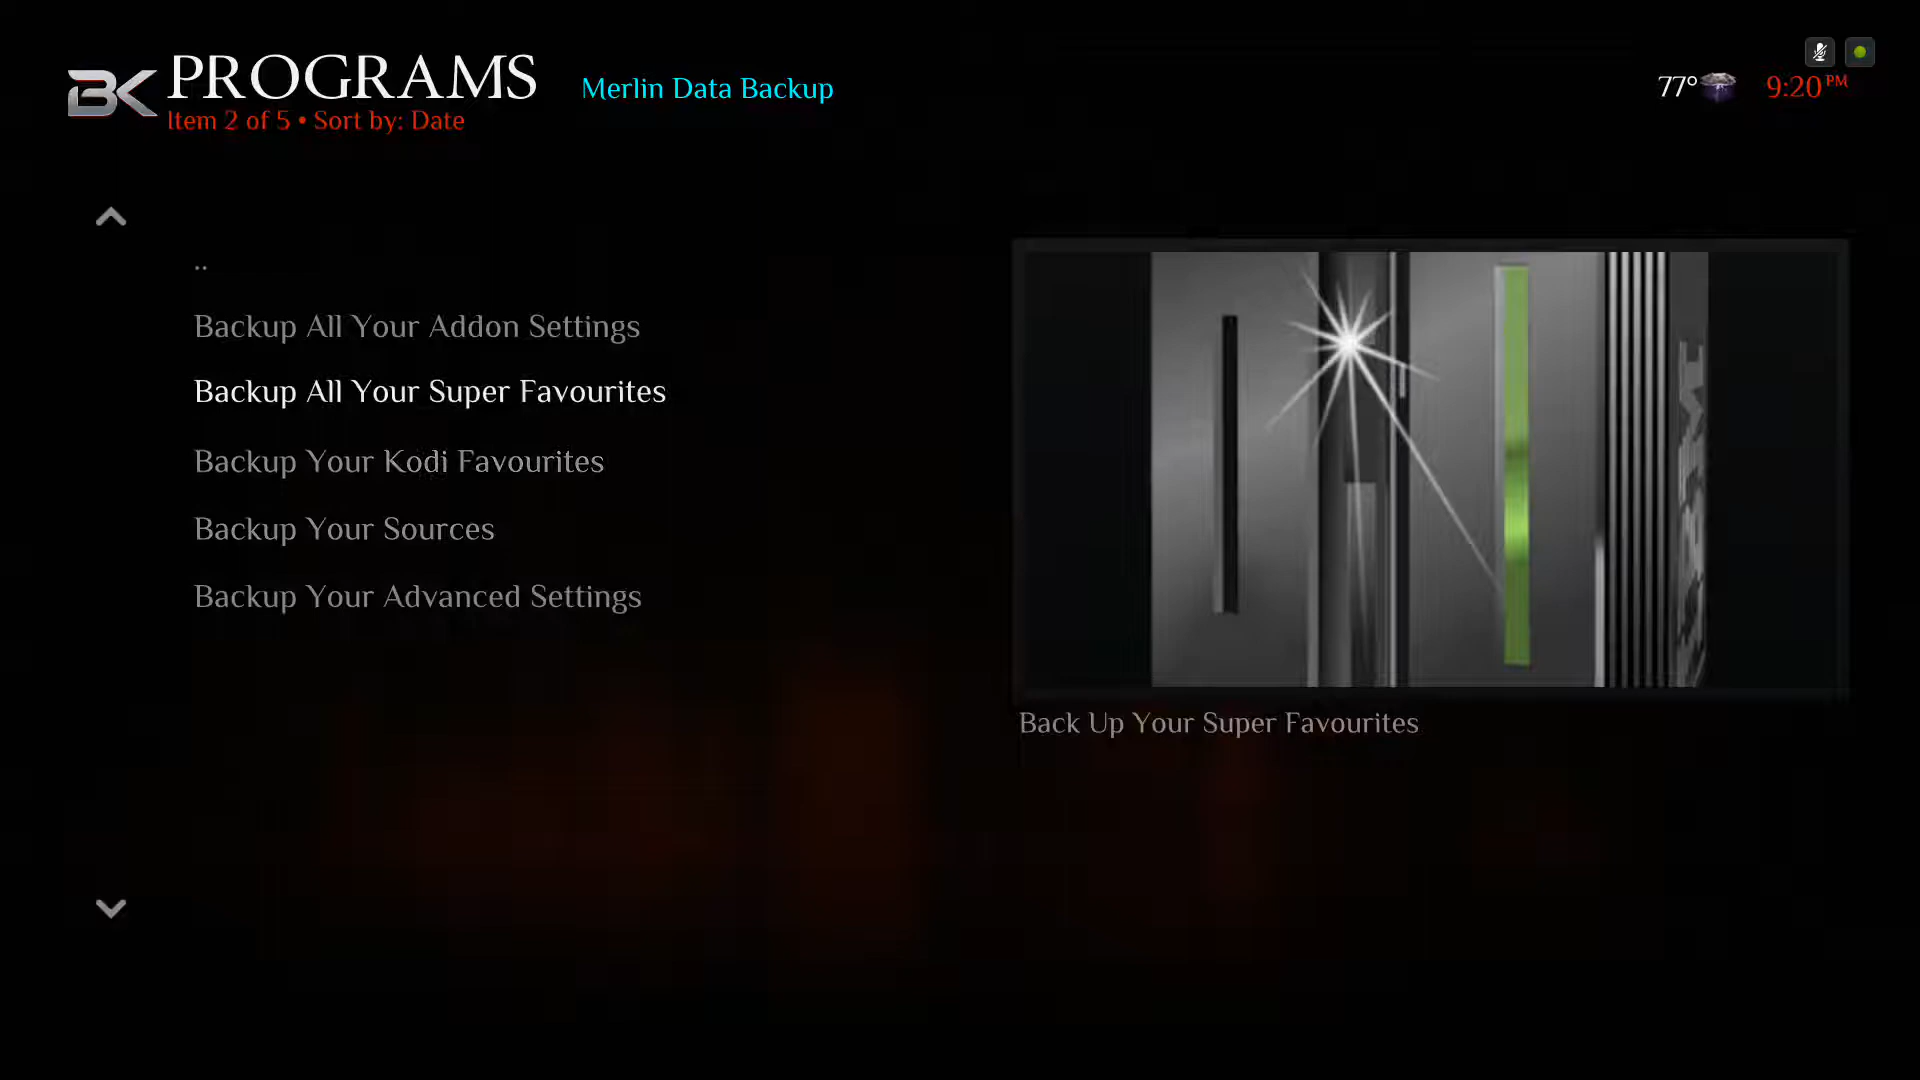 BK PROGRAMS
Merlin Data Backup
77° 9:20 PM
Item 2 of 5 • Sort by: Date
..
Backup All Your Addon Settings
Backup All Your Super Favourites
Backup Your Kodi Favourites
Backup Your Sources
Backup Your Advanced Settings
Back Up Your Super Favourites